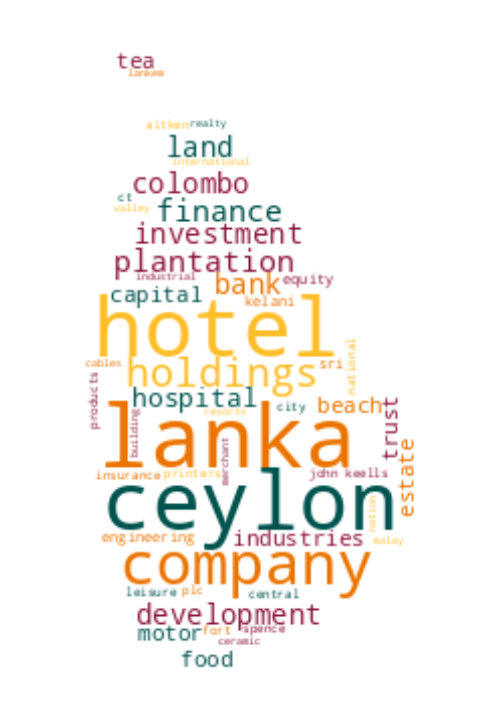 tea
lankem
aitken realty
land
international
colombo
ct
valley
finance
investment
plantation
industrial
bank equity
capital
kelani
hotel
national
cables
holdings
sri
products
hospital
beach
city
resorts
trust
building
lanka
merchant
estate
insurance printers
john keells
ceylon
nation
engineering
industries
malay
company
leisure plc
central
development
motor fort spence
ceramic
food